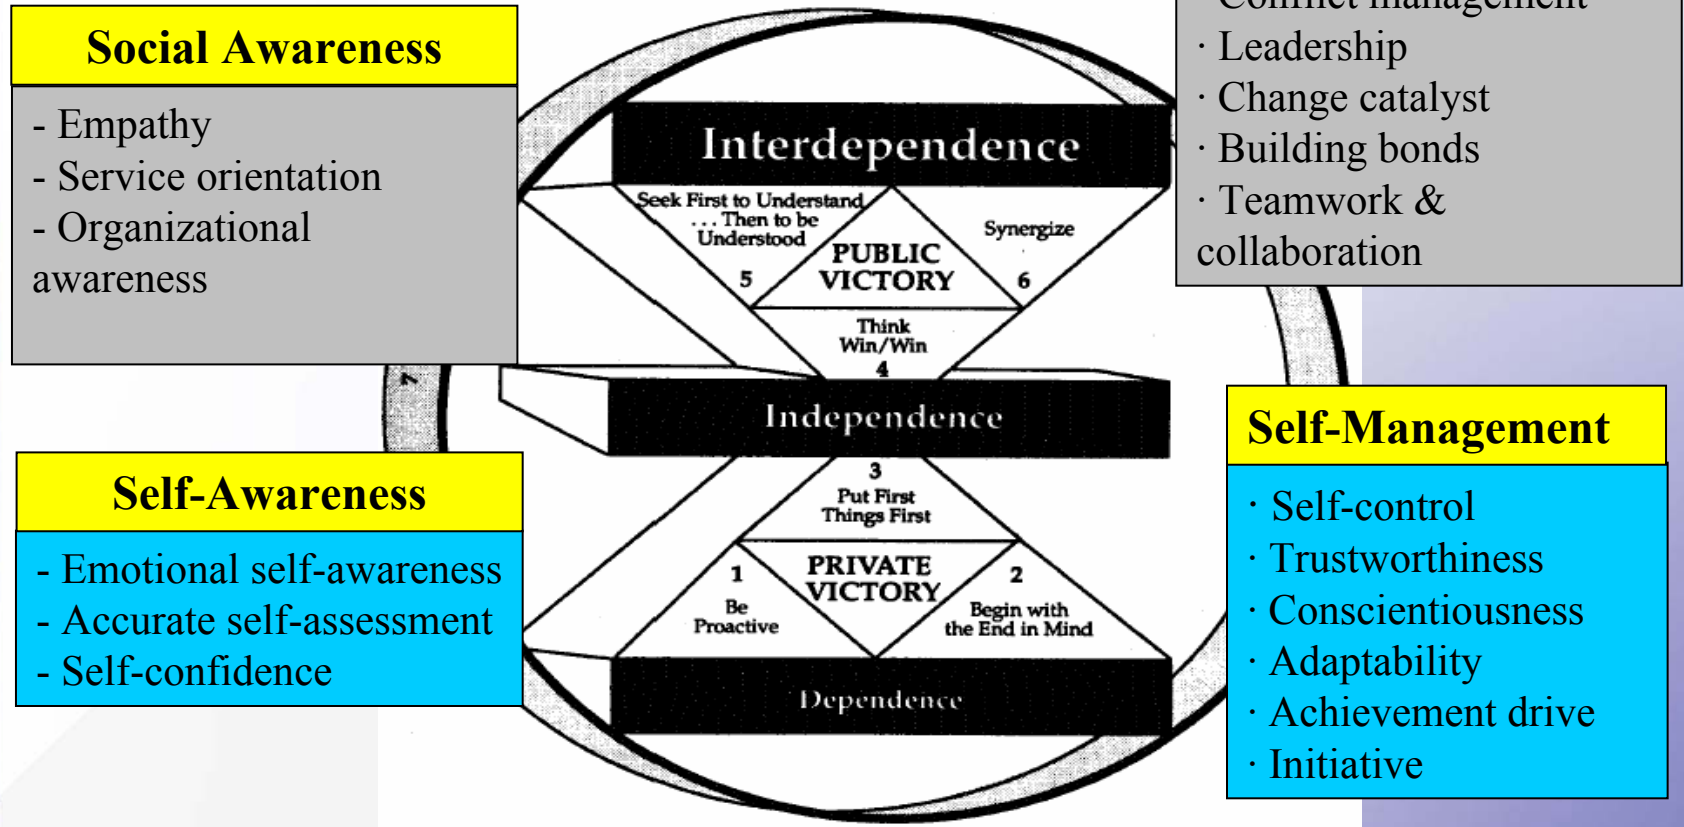 Social Awareness
- Empathy
- Service orientation
- Organizational
awareness
Conflict management
· Leadership
· Change catalyst
· Building bonds
· Teamwork &
collaboration
Interdependence
Seek First to Understand
... Then to be
Understood
5
PUBLIC
VICTORY
Synergize
6
Think
Win/Win
4
7
Independence
Self-Awareness
- Emotional self-awareness
- Accurate self-assessment
- Self-confidence
3
Put First
Things First
PRIVATE
VICTORY
1
Be
Proactive
2
Begin with
the End in Mind
Dependence
Self-Management
· Self-control
· Trustworthiness
· Conscientiousness
· Adaptability
· Achievement drive
· Initiative